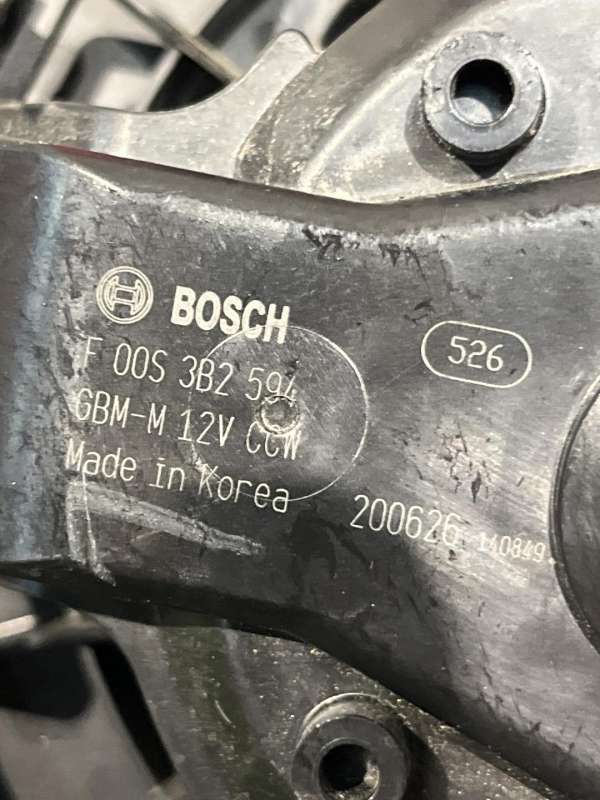 BOSCH
F 00S 3B2 594
526
GBM-M 12V CCW
Made in Korea
200626 140849